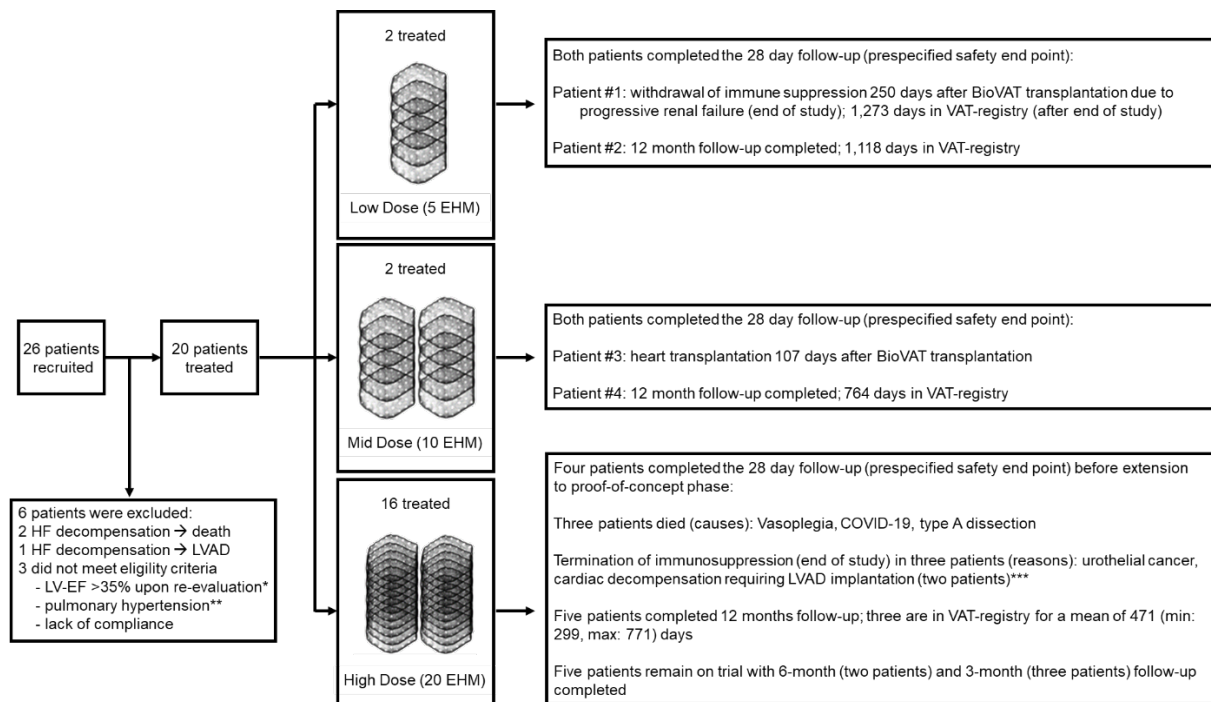 26 patients
recruited
20 patients
treated
6 patients were excluded:
2 HF decompensation → death
1 HF decompensation → LVAD
3 did not meet eligibility criteria
- LV-EF >35% upon re-evaluation*
- pulmonary hypertension**
- lack of compliance
2 treated
Low Dose (5 EHM)
Both patients completed the 28 day follow-up (prespecified safety end point):
Patient #1: withdrawal of immune suppression 250 days after BioVAT transplantation due to
progressive renal failure (end of study); 1,273 days in VAT-registry (after end of study)
Patient #2: 12 month follow-up completed; 1,118 days in VAT-registry
2 treated
Mid Dose (10 EHM)
Both patients completed the 28 day follow-up (prespecified safety end point):
Patient #3: heart transplantation 107 days after BioVAT transplantation
Patient #4: 12 month follow-up completed; 764 days in VAT-registry
16 treated
High Dose (20 EHM)
Four patients completed the 28 day follow-up (prespecified safety end point) before extension
to proof-of-concept phase:
Three patients died (causes): Vasoplegia, COVID-19, type A dissection
Termination of immunosuppression (end of study) in three patients (reasons): urothelial cancer,
cardiac decompensation requiring LVAD implantation (two patients)***
Five patients completed 12 months follow-up; three are in VAT-registry for a mean of 471 (min:
299, max: 771) days
Five patients remain on trial with 6-month (two patients) and 3-month (three patients) follow-up
completed